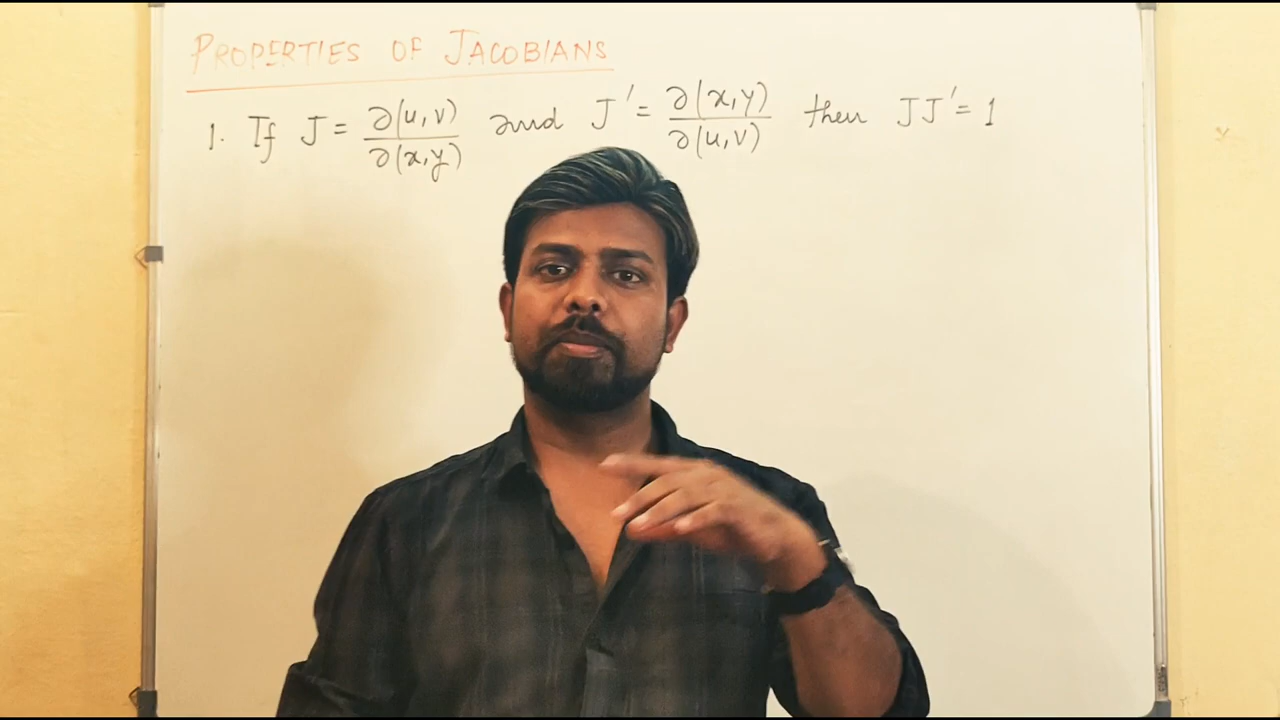 PROPERTIES OF JACOBIANS
1. If J = ∂(u,v)/∂(x,y) and J' = ∂(x,y)/∂(u,v) then JJ' = 1